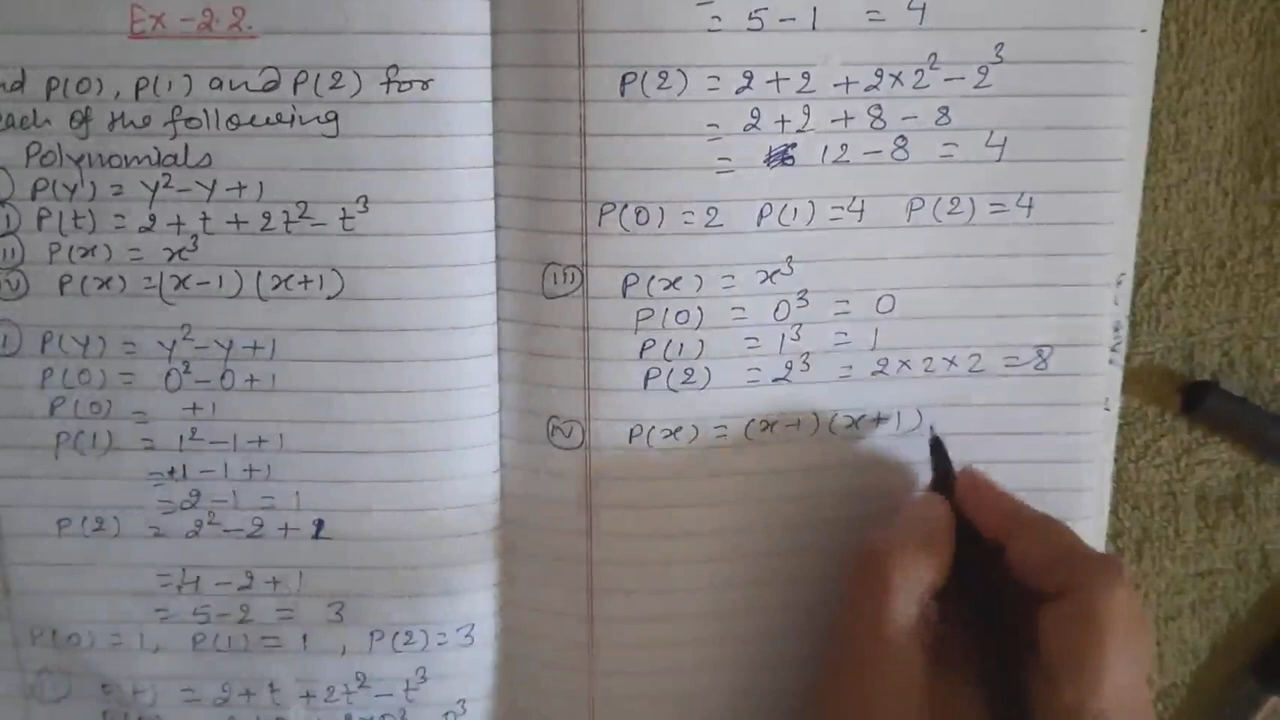 Ex-2.2.
P(0), P(1) and P(2) for
of the following
Polynomials
P(y) = y²-y+1
P(t) = 2+t+2t²-t³
P(x) = x³
P(x) =(x-1) (x+1)
P(y) = y²-y+1
P(0) = 0²-0+1
P(0) = +1
P(1) = 1²-1+1
=+1-1+1
=2-1=1
P(2) = 2²-2+1
=4-2+1
= 5-2 = 3
P(0)=1, P(1)=1, P(2)=3
= 2+t+2t²-t³
= 5-1 = 4
P(2) = 2+2+2×2²-2³
= 2+2+8-8
= 12-8 = 4
P(0)=2 P(1)=4 P(2)=4
(iii) P(x) = x³
P(0) = 0³ = 0
P(1) = 1³ = 1
P(2) = 2³ = 2×2×2 =8
(iv) P(x) = (x-1)(x+1)